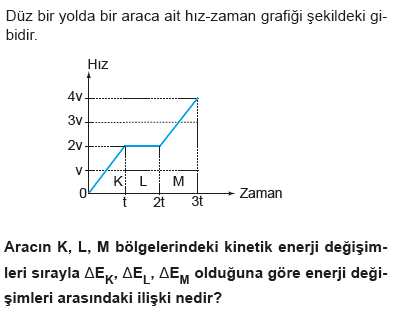 Düz bir yolda bir araca ait hız-zaman grafiği şekildeki gi-
bidir.
Hız
4v
3v
2v
v
K L M
0
t 2t 3t
Zaman
Aracın K, L, M bölgelerindeki kinetik enerji değişim-
leri sırayla ΔEK, ΔEL, ΔEM olduğuna göre enerji deği-
şimleri arasındaki ilişki nedir?